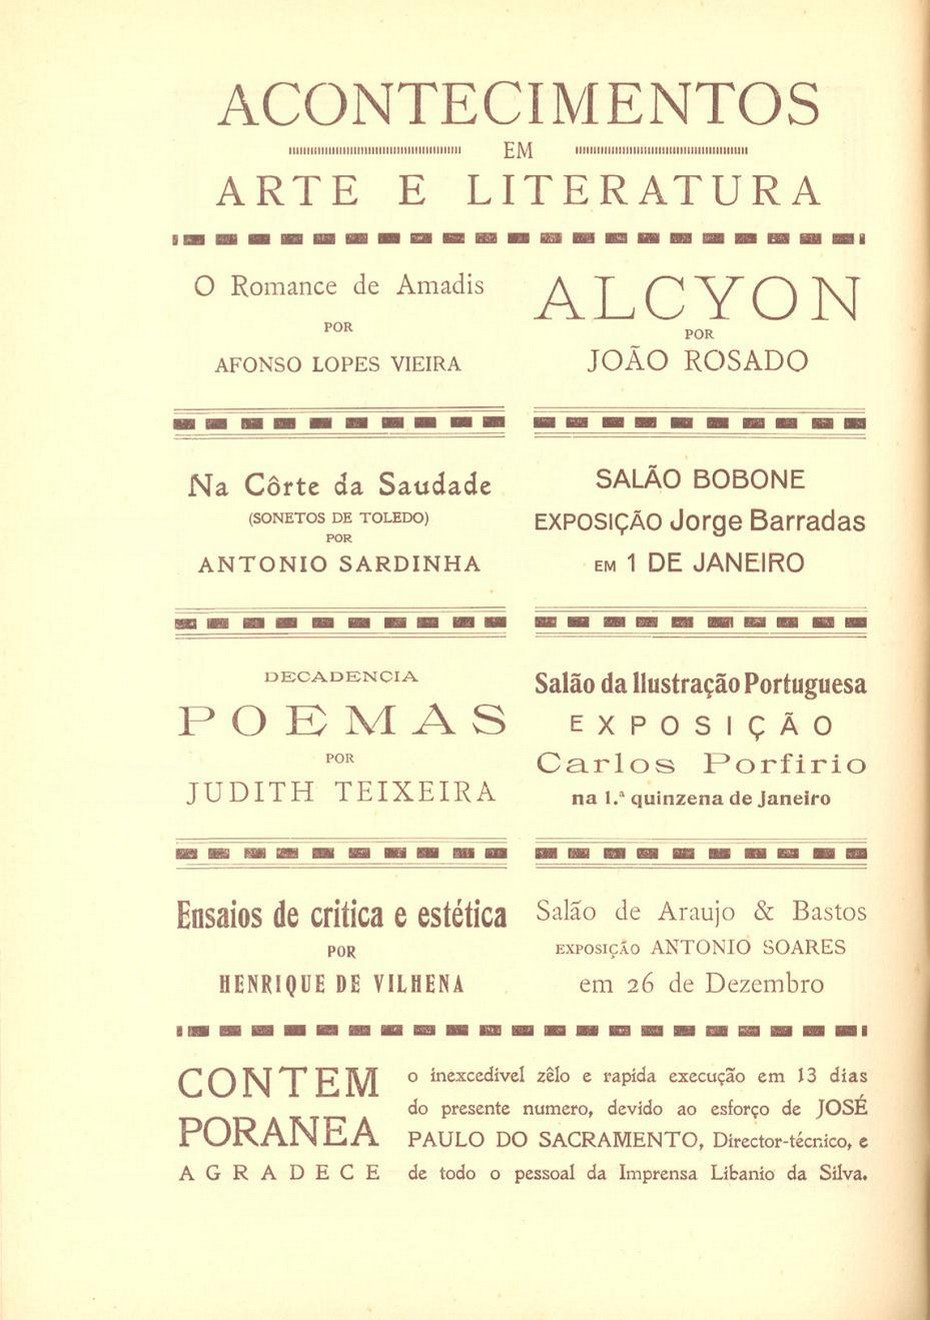 ACONTECIMENTOS
EM
ARTE E LITERATURA
O Romance de Amadis
POR
AFONSO LOPES VIEIRA
ALCYON
POR
JOÃO ROSADO
Na Côrte da Saudade
(SONETOS DE TOLEDO)
POR
ANTONIO SARDINHA
SALÃO BOBONE
EXPOSIÇÃO Jorge Barradas
EM 1 DE JANEIRO
DECADENCIA
POEMAS
POR
JUDITH TEIXEIRA
Salão da Ilustração Portuguesa
EXPOSIÇÃO
Carlos Porfirio
na 1.ª quinzena de Janeiro
Ensaios de critica e estética
POR
HENRIQUE DE VILHENA
Salão de Araujo & Bastos
EXPOSIÇÃO ANTONIO SOARES
em 26 de Dezembro
CONTEM
PORANEA
AGRADECE
o inexcedivel zêlo e rapida execução em 13 dias
do presente numero, devido ao esforço de JOSÉ
PAULO DO SACRAMENTO, Director-técnico, e
de todo o pessoal da Imprensa Libanio da Silva.